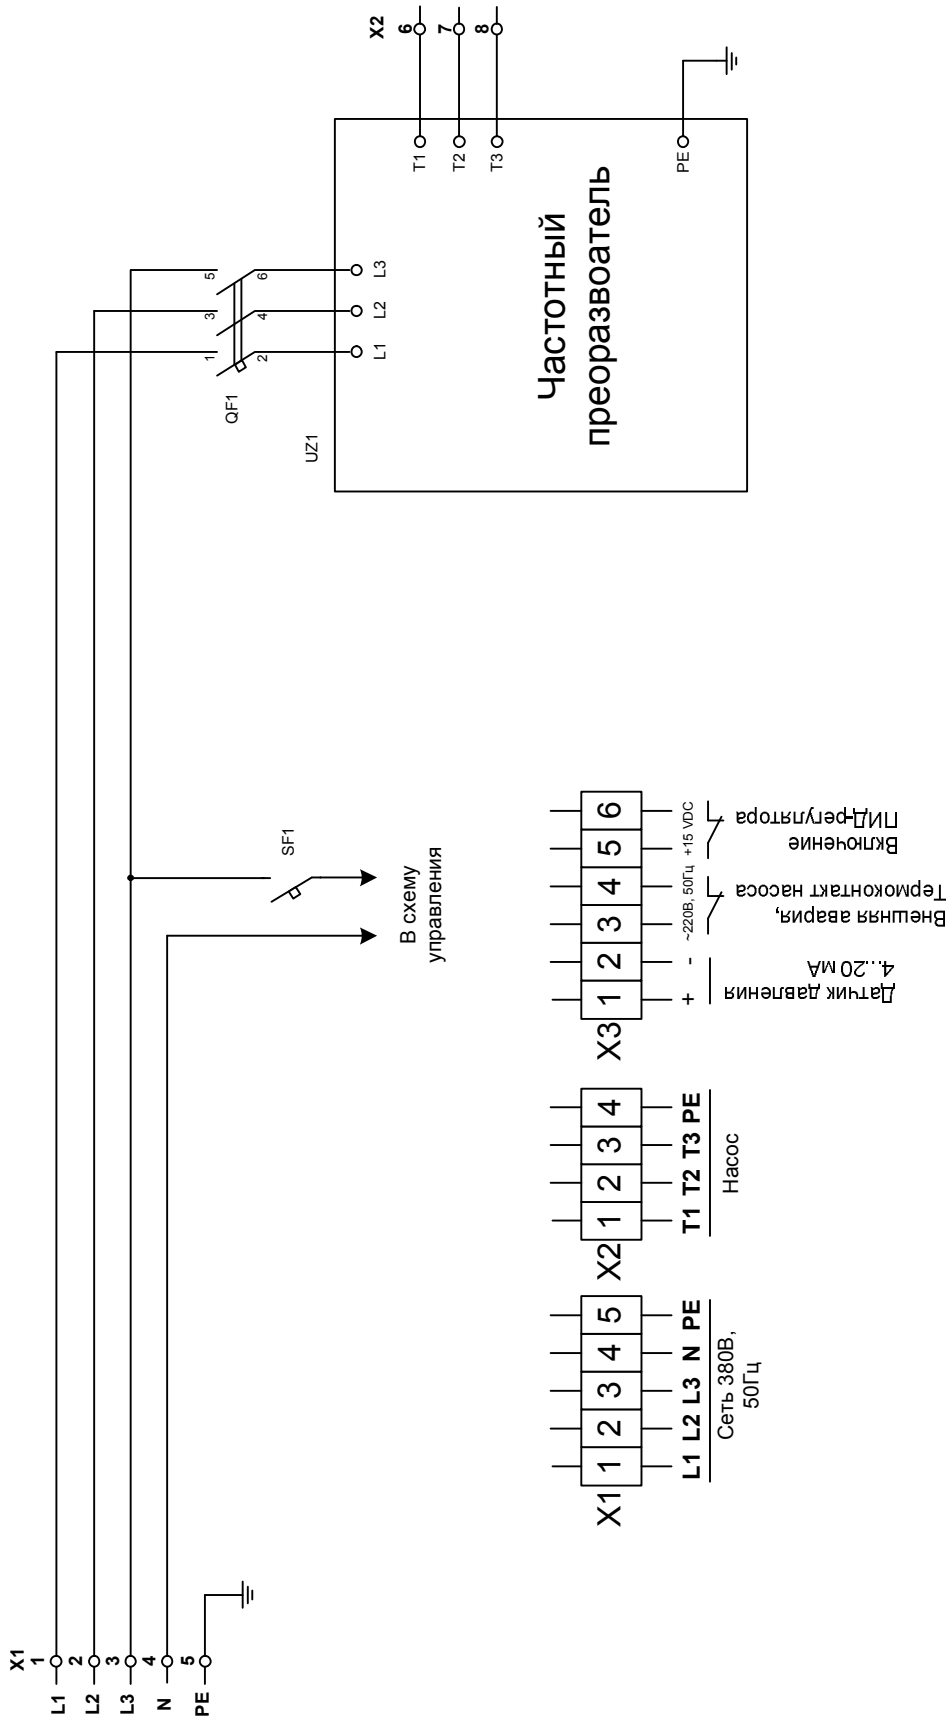 X1
1
2
3
4
5
L1
L2
L3
N
PE
SF1
В схему
управления
QF1
1
3
5
2
4
6
UZ1
L1
L2
L3
Частотный
преоразвоатель
T1
T2
T3
PE
X2
6
7
8
X1
1 2 3 4 5
L1 L2 L3 N PE
Сеть 380В,
50Гц
X2
1 2 3 4
T1 T2 T3 PE
Насос
X3
1 2 3 4 5 6
+ - ~220В, 50Гц +15 VDC
Датчик давления
4...20 мА
Внешняя авария,
Термоконтакт насоса
Включение
ПИД-регулятора